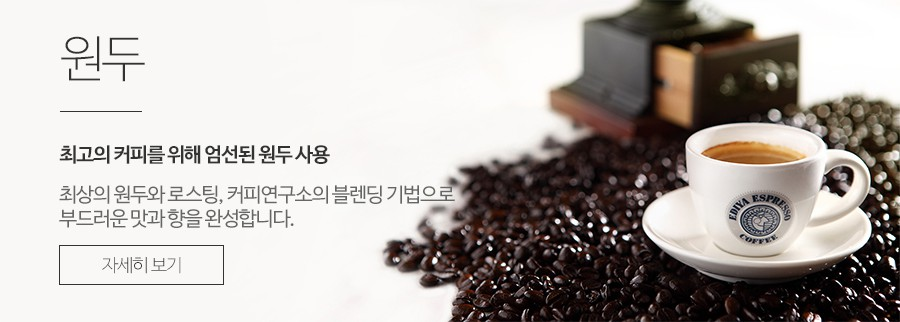 원두
최고의 커피를 위해 엄선된 원두 사용
최상의 원두와 로스팅, 커피연구소의 블렌딩 기법으로
부드러운 맛과 향을 완성합니다.
자세히 보기
EDIYA ESPRESSO
COFFEE